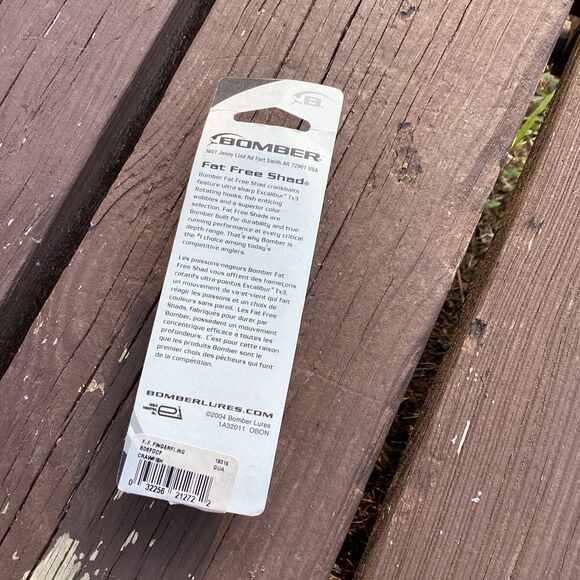 B
BOMBER
3601 Jenny Lind Rd Fort Smith AR 72901 USA
Fat Free Shad®
Bomber Fat Free Shad crankbaits
feature ultra sharp Excalibur® Tx3
Rotating hooks, fish enticing
wobbles and a superior color
selection. Fat Free Shads are
Bomber built for durability and true
running performance at every critical
depth range. That's why Bomber is
the #1 choice among today's
competitive anglers.
Les poissons-nageurs Bomber Fat
Free Shad vous offrent des hameçons
rotatifs ultra-pointus Excalibur® Tx3,
un mouvement de va-et-vient qui fait
réagir les poissons et un choix de
couleurs sans pareil. Les Fat Free
Shads, fabriqués pour durer par
Bomber, possèdent un mouvement
concentrique efficace a toutes les
profondeurs. C'est pour cette raison
que les produits Bomber sont le
premier choix des pêcheurs qui font
de la compétition.
BOMBERLURES.COM
©2004 Bomber Lures
1A32011 OBON
F.F. FINGERLING
BD6FDCF 18016
CRAWFISH GUA
0 32256 21272 2